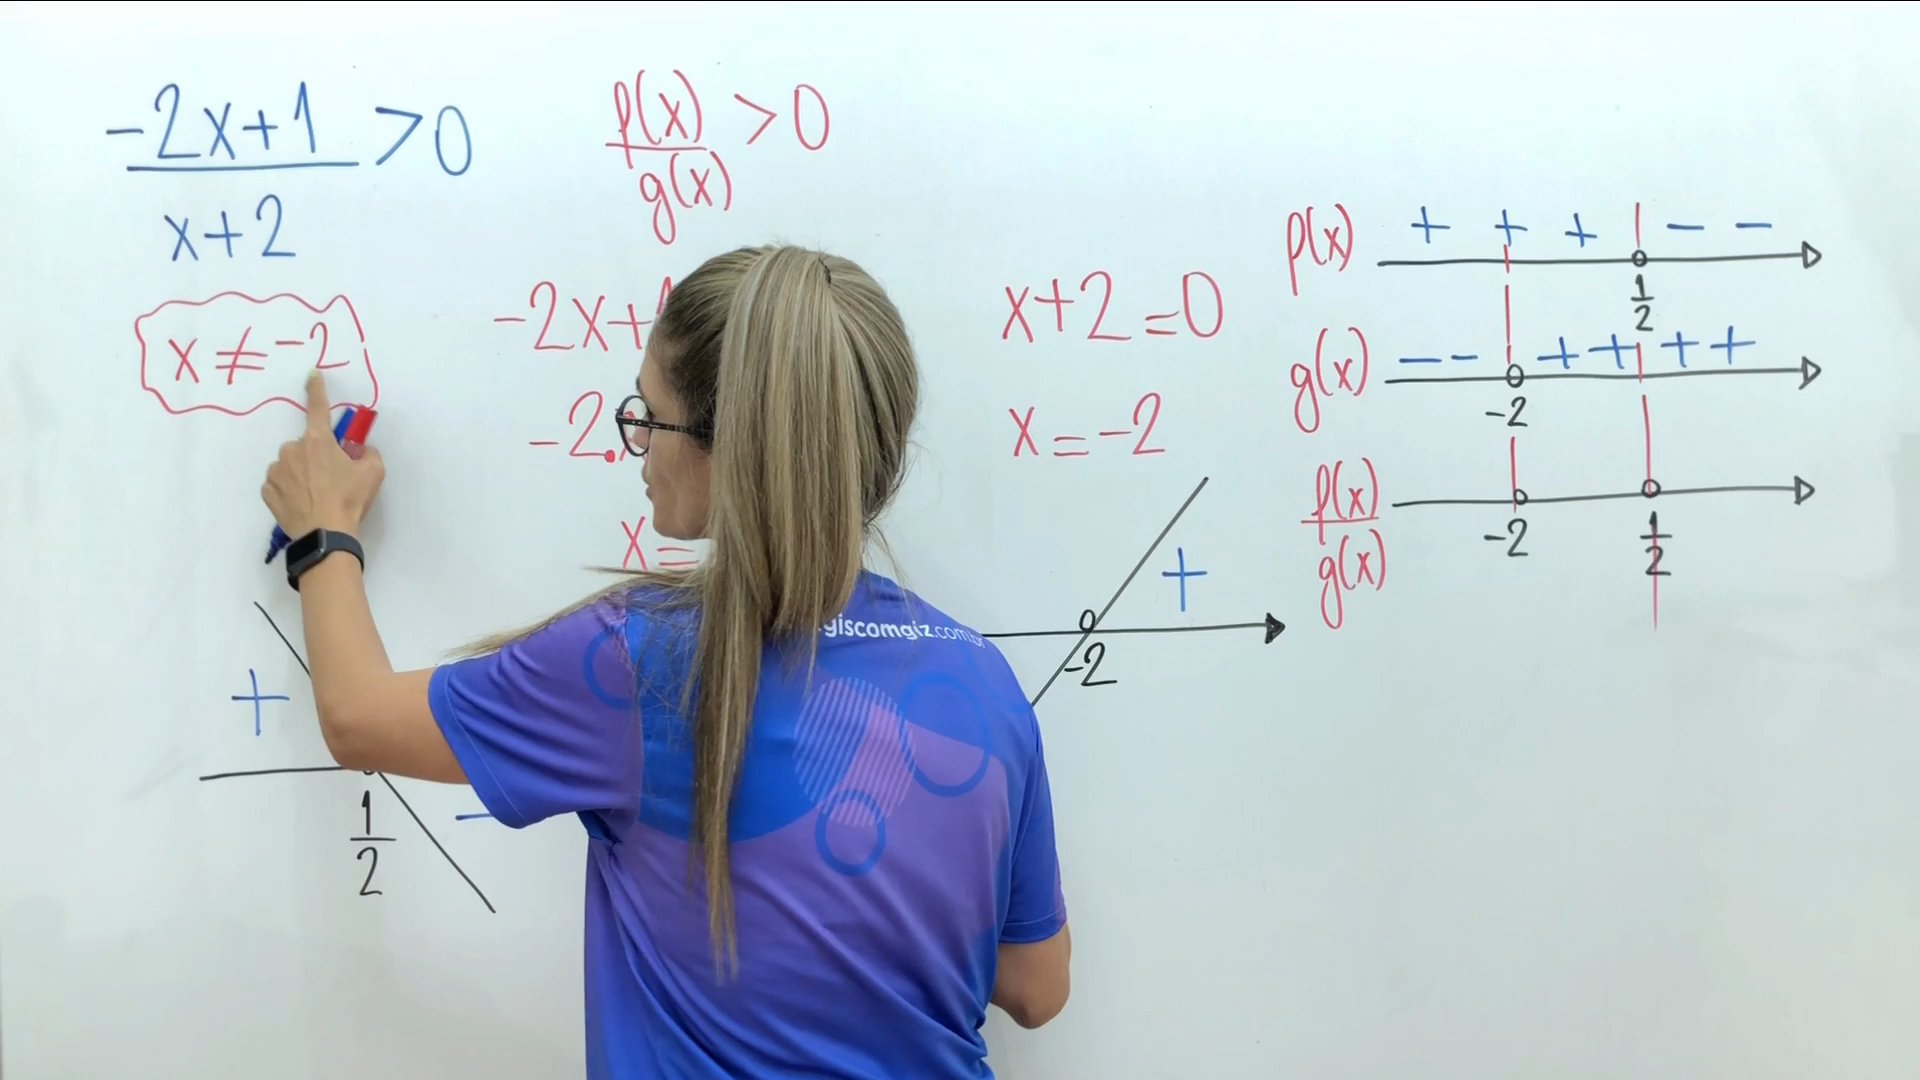 -2x+1 > 0
x+2
f(x) > 0
g(x)
x ≠ -2
-2x+
-2.x
x=
+
1
2
-
x+2=0
x=-2
+
-2
giscomgiz.com.br
f(x) + + + - -
1
2
g(x) - - + + + +
-2
f(x)
g(x)
-2
1
2